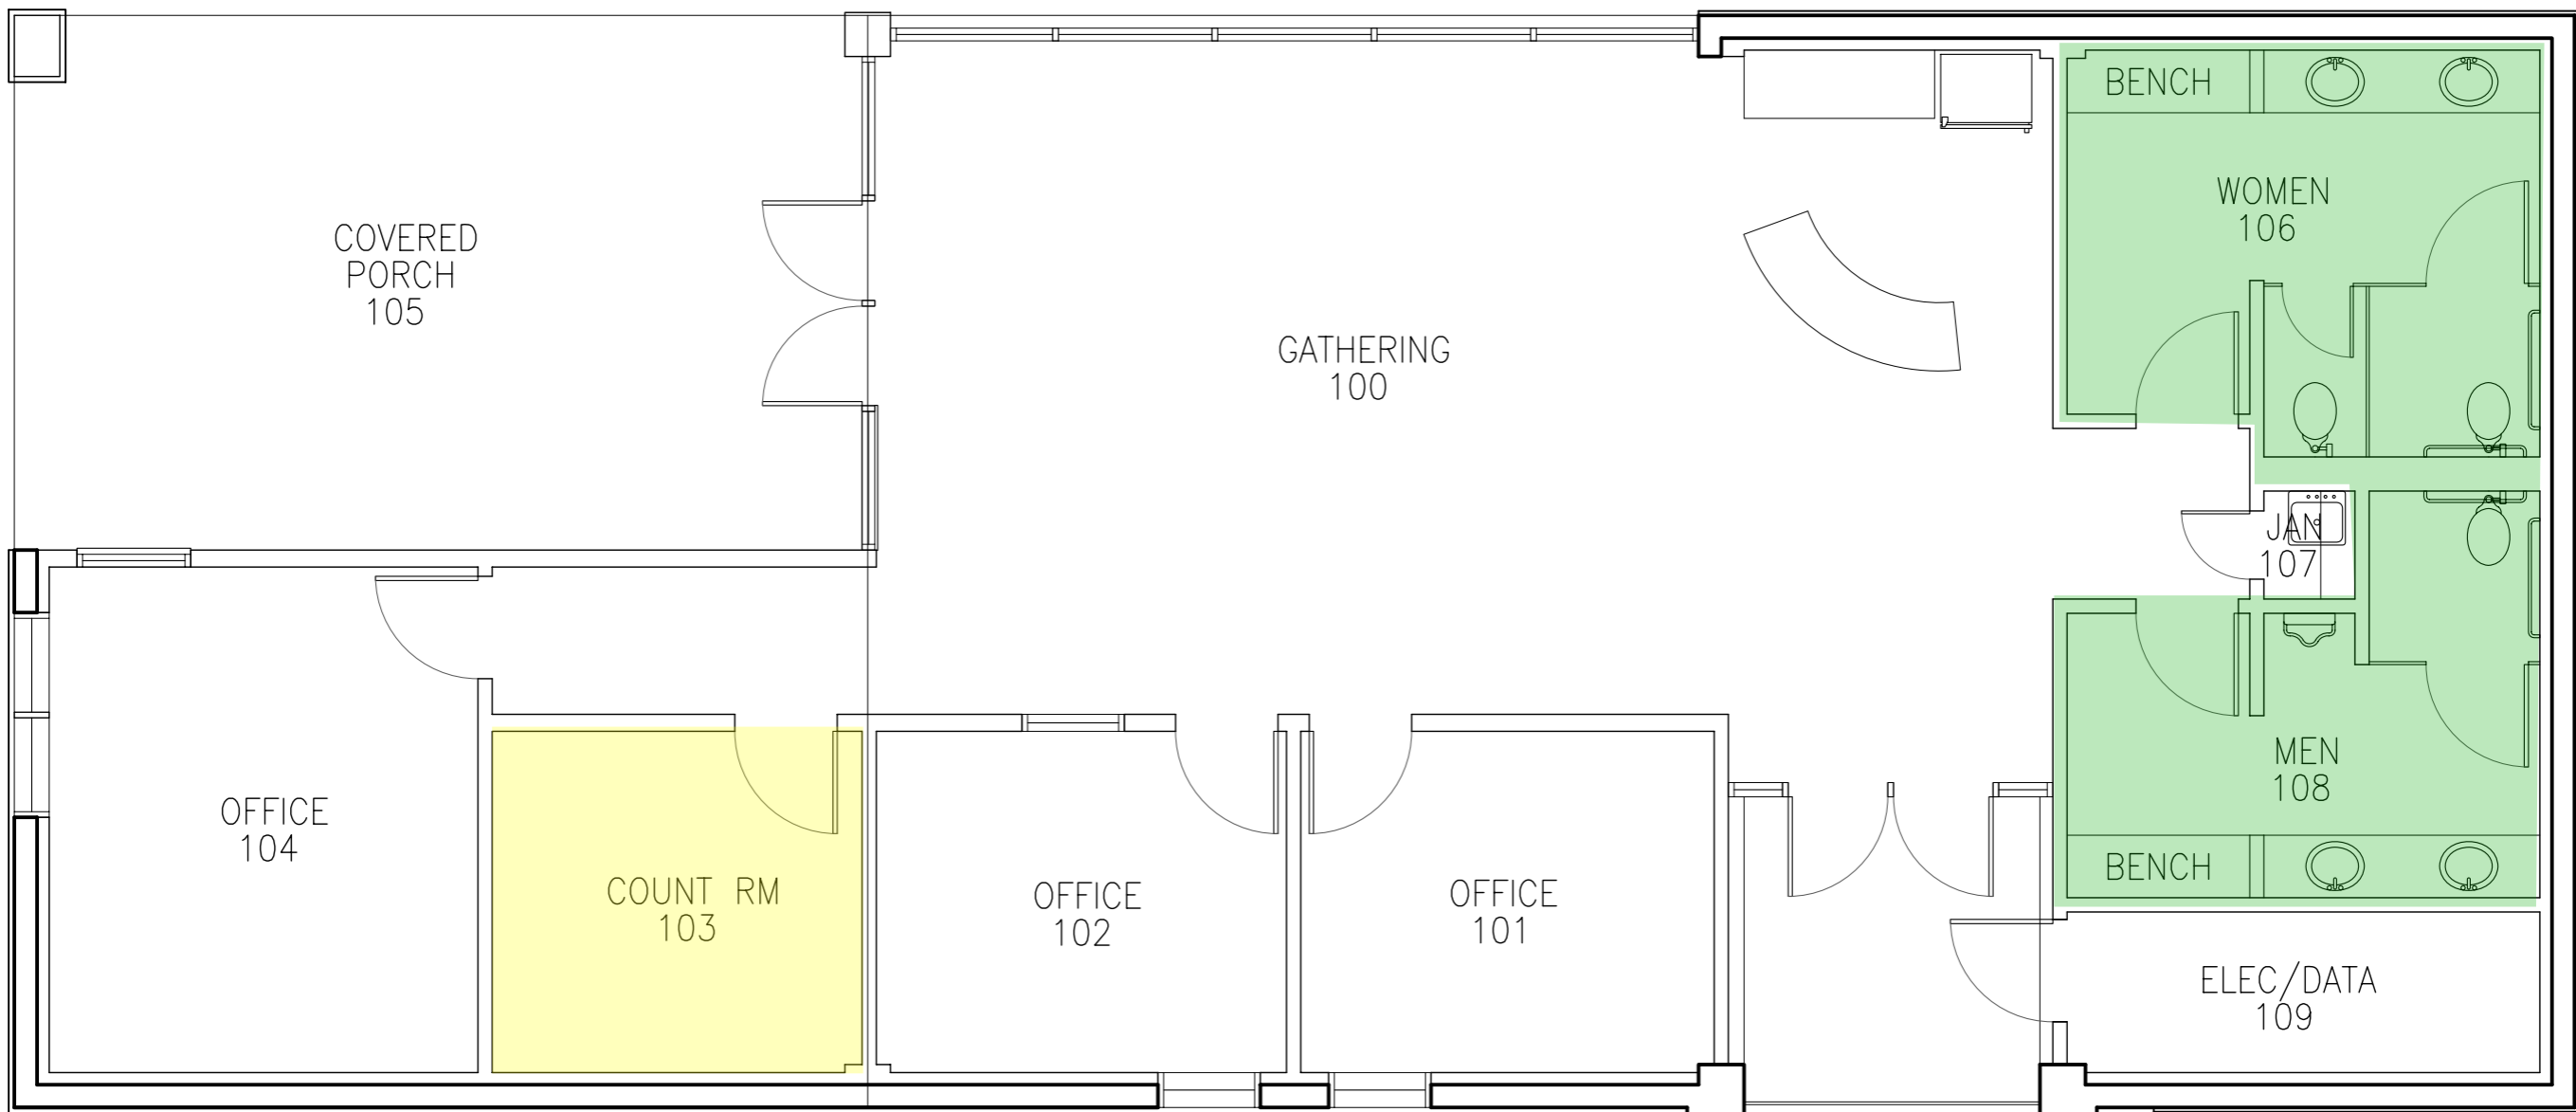 BENCH
WOMEN
106
COVERED
PORCH
105
GATHERING
100
JAN
107
MEN
108
OFFICE
104
COUNT RM
103
OFFICE
102
OFFICE
101
BENCH
ELEC/DATA
109